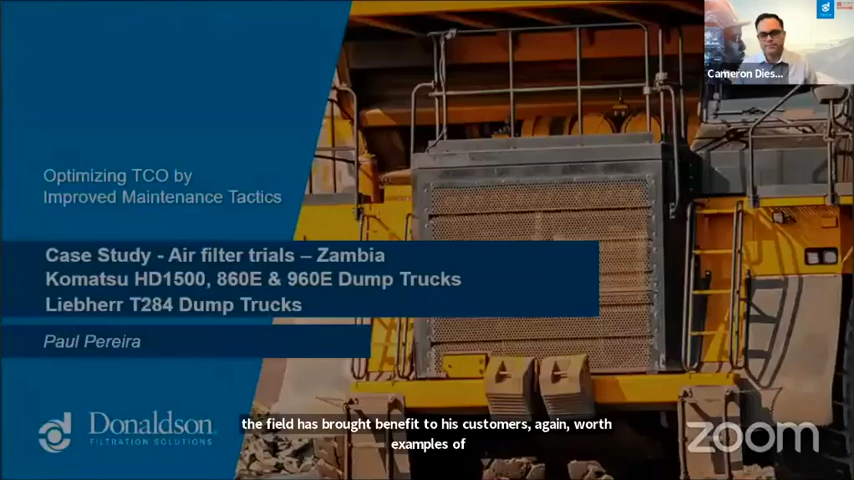 Cameron Dies...
Optimizing TCO by
Improved Maintenance Tactics
Case Study - Air filter trials – Zambia
Komatsu HD1500, 860E & 960E Dump Trucks
Liebherr T284 Dump Trucks
Paul Pereira
Donaldson
FILTRATION SOLUTIONS
the field has brought benefit to his customers, again, worth
examples of
zoom